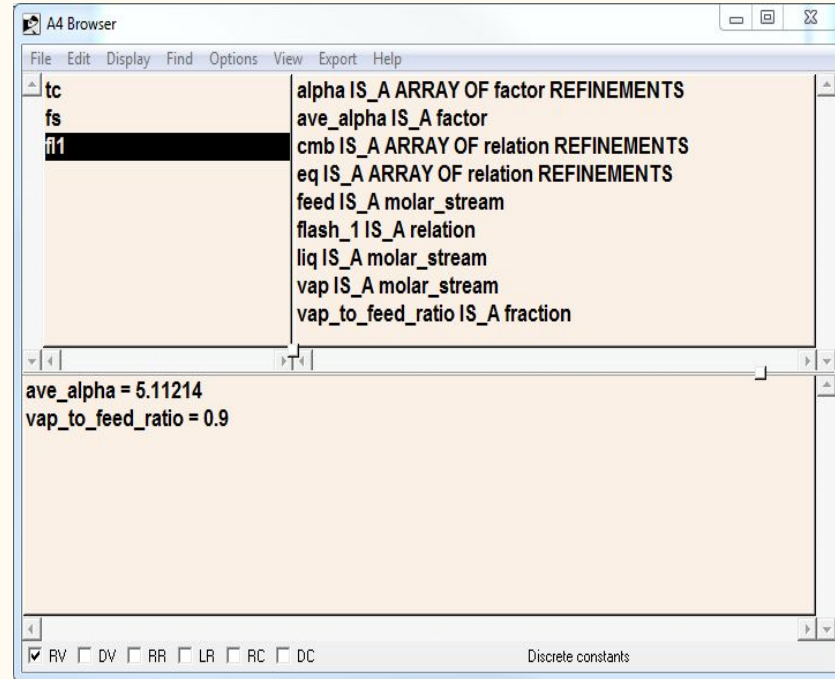 A4 Browser
File Edit Display Find Options View Export Help
tc
fs
fl1
alpha IS_A ARRAY OF factor REFINEMENTS
ave_alpha IS_A factor
cmb IS_A ARRAY OF relation REFINEMENTS
eq IS_A ARRAY OF relation REFINEMENTS
feed IS_A molar_stream
flash_1 IS_A relation
liq IS_A molar_stream
vap IS_A molar_stream
vap_to_feed_ratio IS_A fraction
ave_alpha = 5.11214
vap_to_feed_ratio = 0.9
RV DV RR LR RC DC Discrete constants